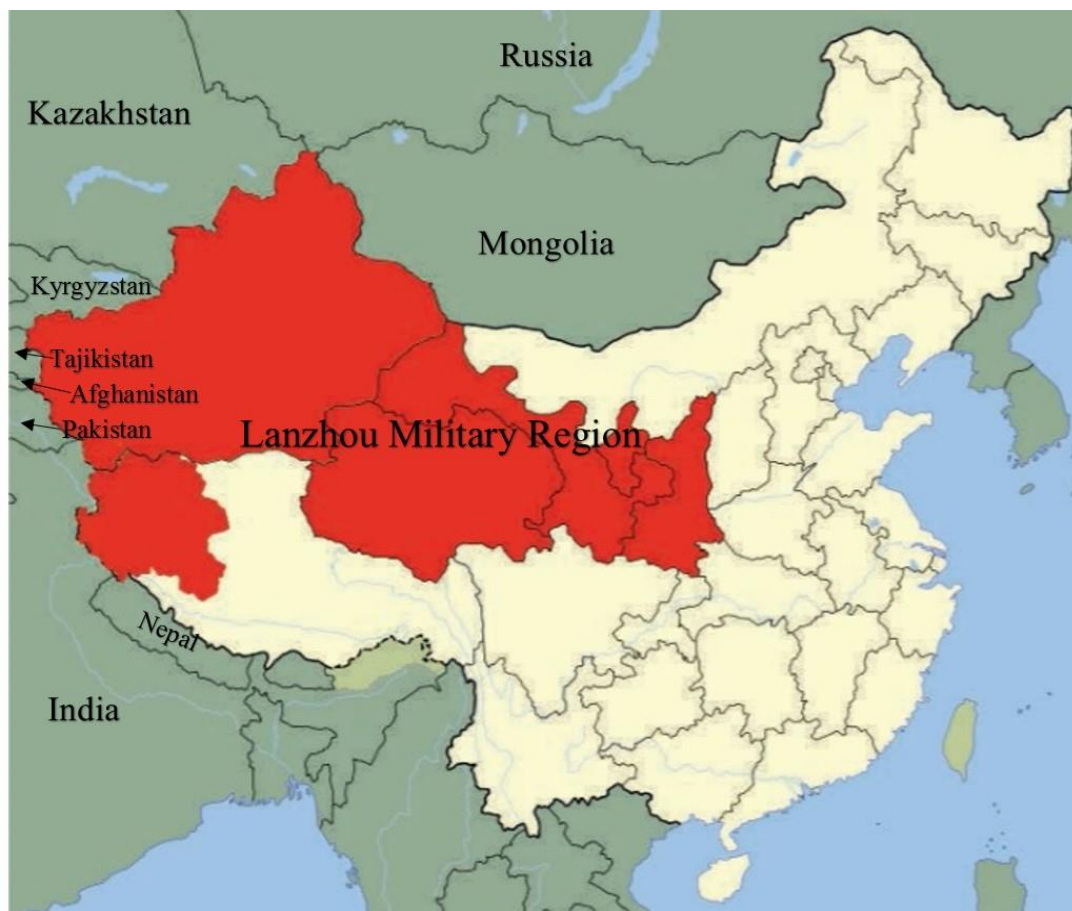 Russia
Kazakhstan
Mongolia
Kyrgyzstan
Tajikistan
Afghanistan
Pakistan
Lanzhou Military Region
Nepal
India